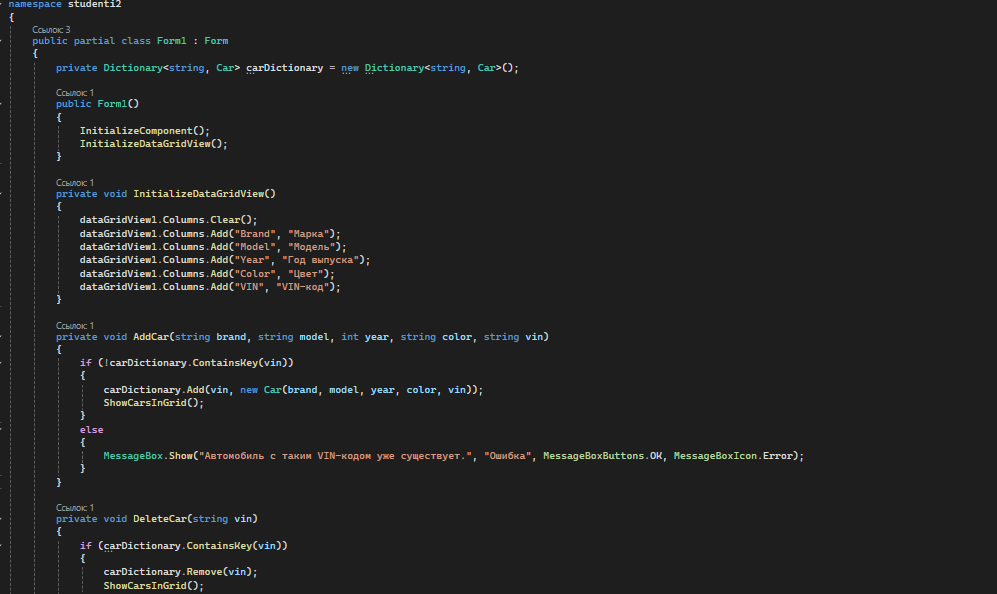 namespace studenti2
{
Ссылок: 3
public partial class Form1 : Form
{
private Dictionary<string, Car> carDictionary = new Dictionary<string, Car>();
Ссылок: 1
public Form1()
{
InitializeComponent();
InitializeDataGridView();
}
Ссылок: 1
private void InitializeDataGridView()
{
dataGridView1.Columns.Clear();
dataGridView1.Columns.Add("Brand", "Марка");
dataGridView1.Columns.Add("Model", "Модель");
dataGridView1.Columns.Add("Year", "Год выпуска");
dataGridView1.Columns.Add("Color", "Цвет");
dataGridView1.Columns.Add("VIN", "VIN-код");
}
Ссылок: 1
private void AddCar(string brand, string model, int year, string color, string vin)
{
if (!carDictionary.ContainsKey(vin))
{
carDictionary.Add(vin, new Car(brand, model, year, color, vin));
ShowCarsInGrid();
}
else
{
MessageBox.Show("Автомобиль с таким VIN-кодом уже существует.", "Ошибка", MessageBoxButtons.OK, MessageBoxIcon.Error);
}
}
Ссылок: 1
private void DeleteCar(string vin)
{
if (carDictionary.ContainsKey(vin))
{
carDictionary.Remove(vin);
ShowCarsInGrid();